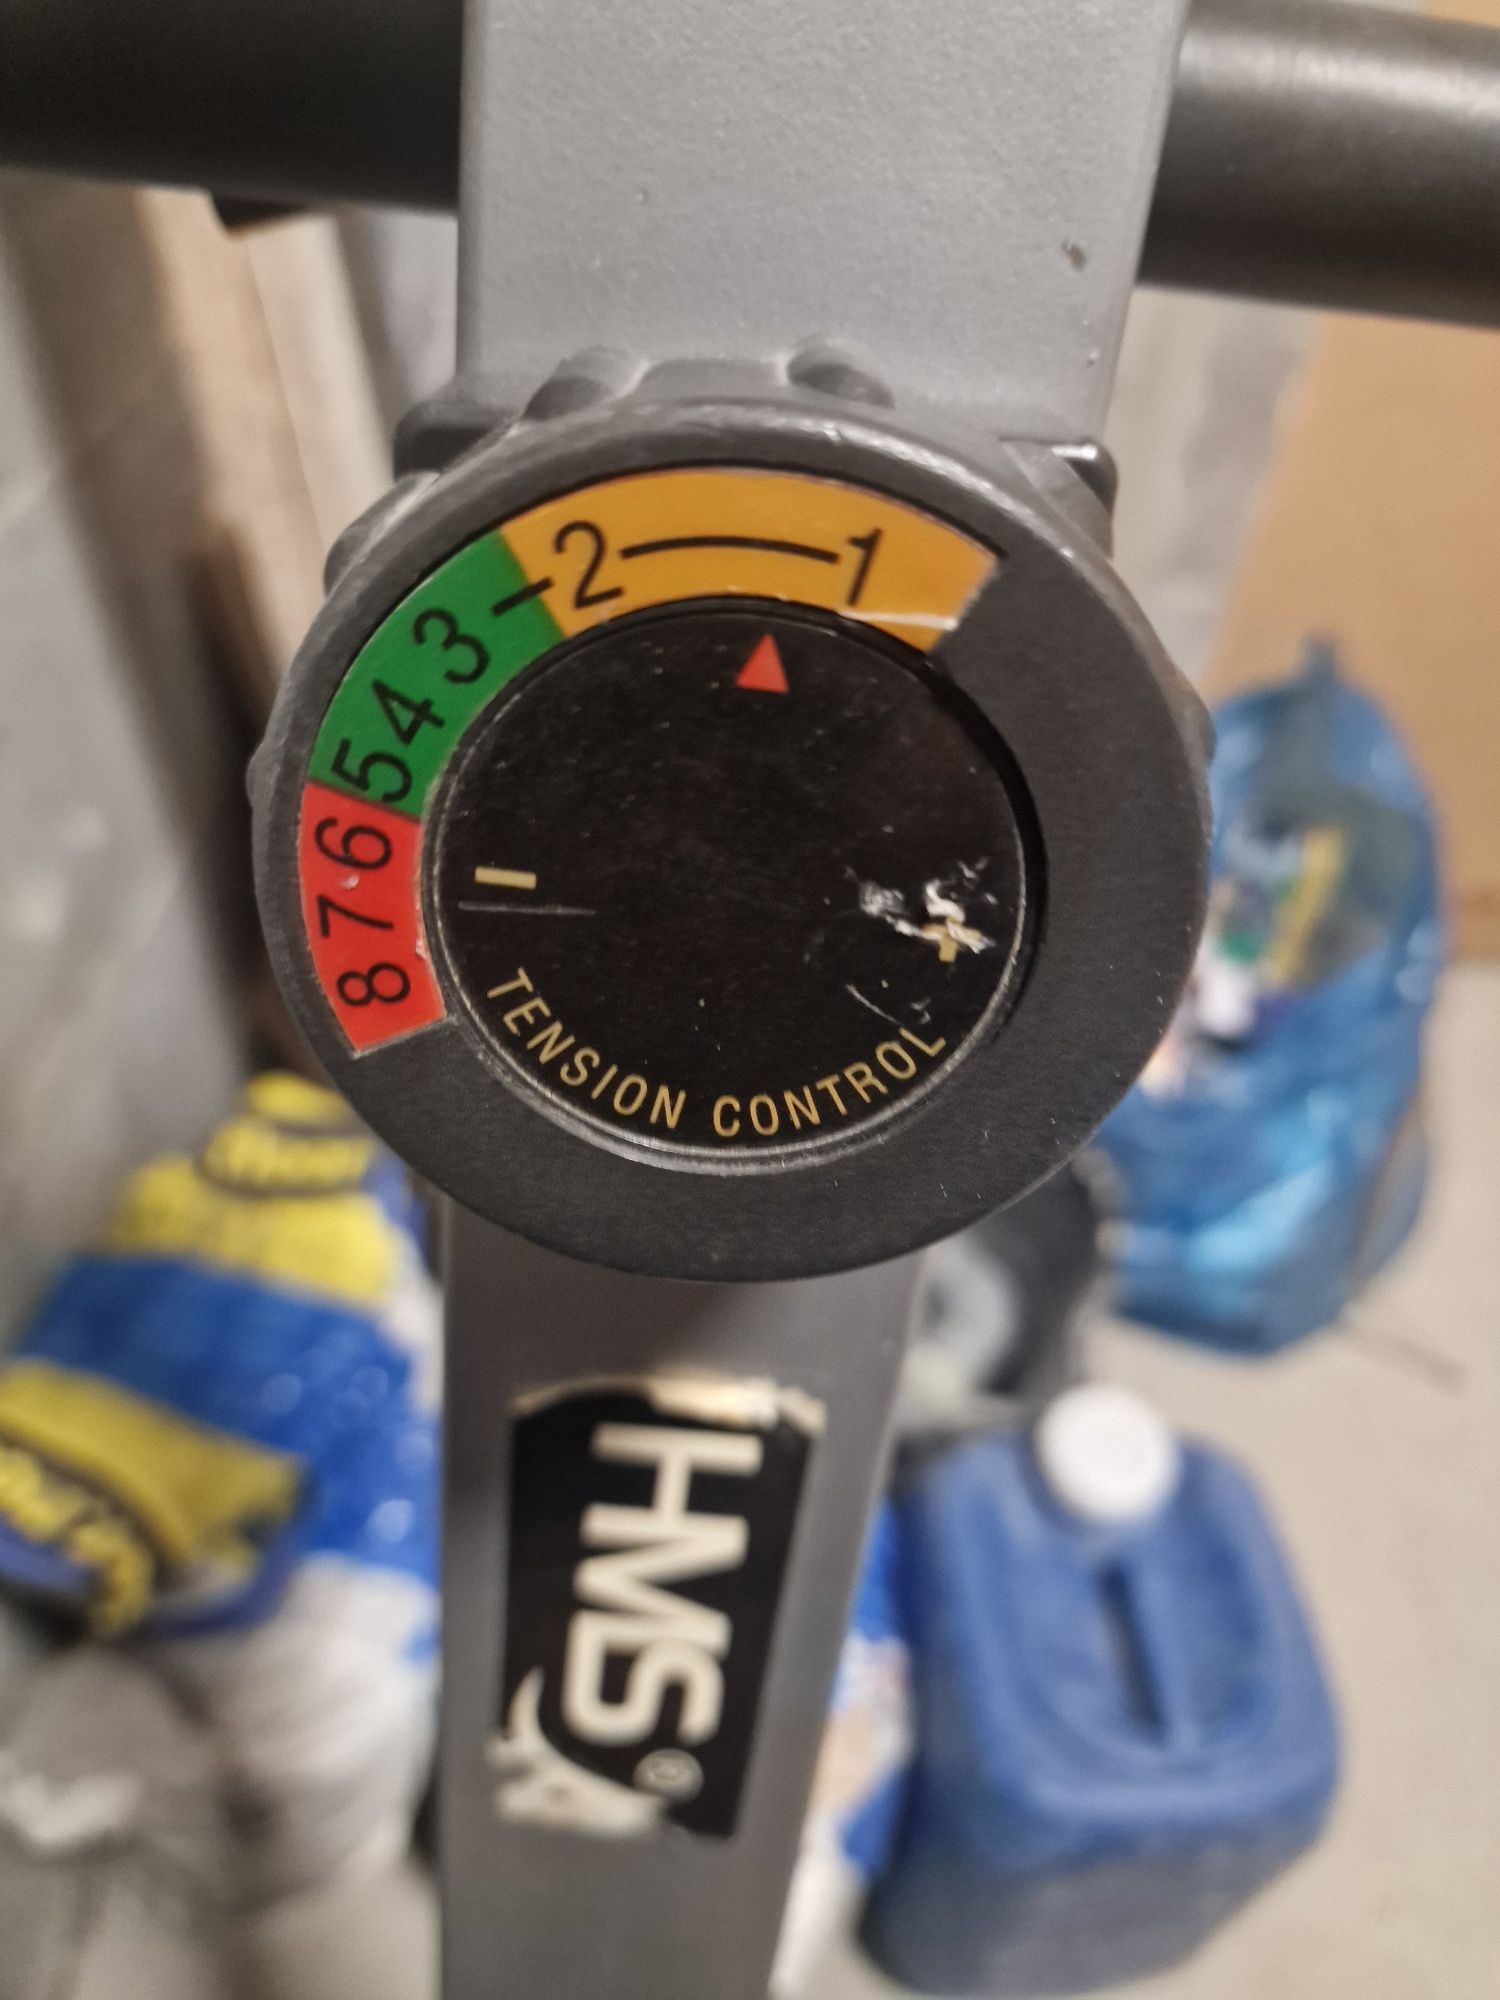 8 7 6 5 4 3 - 2 — 1
–
+
TENSION CONTROL
HMS®